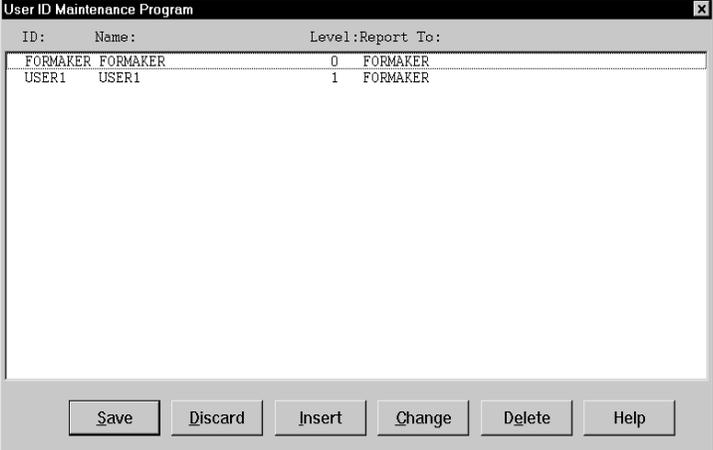 User ID Maintenance Program
ID: Name: Level:Report To:
FORMAKER FORMAKER 0 FORMAKER
USER1 USER1 1 FORMAKER
Save Discard Insert Change Delete Help